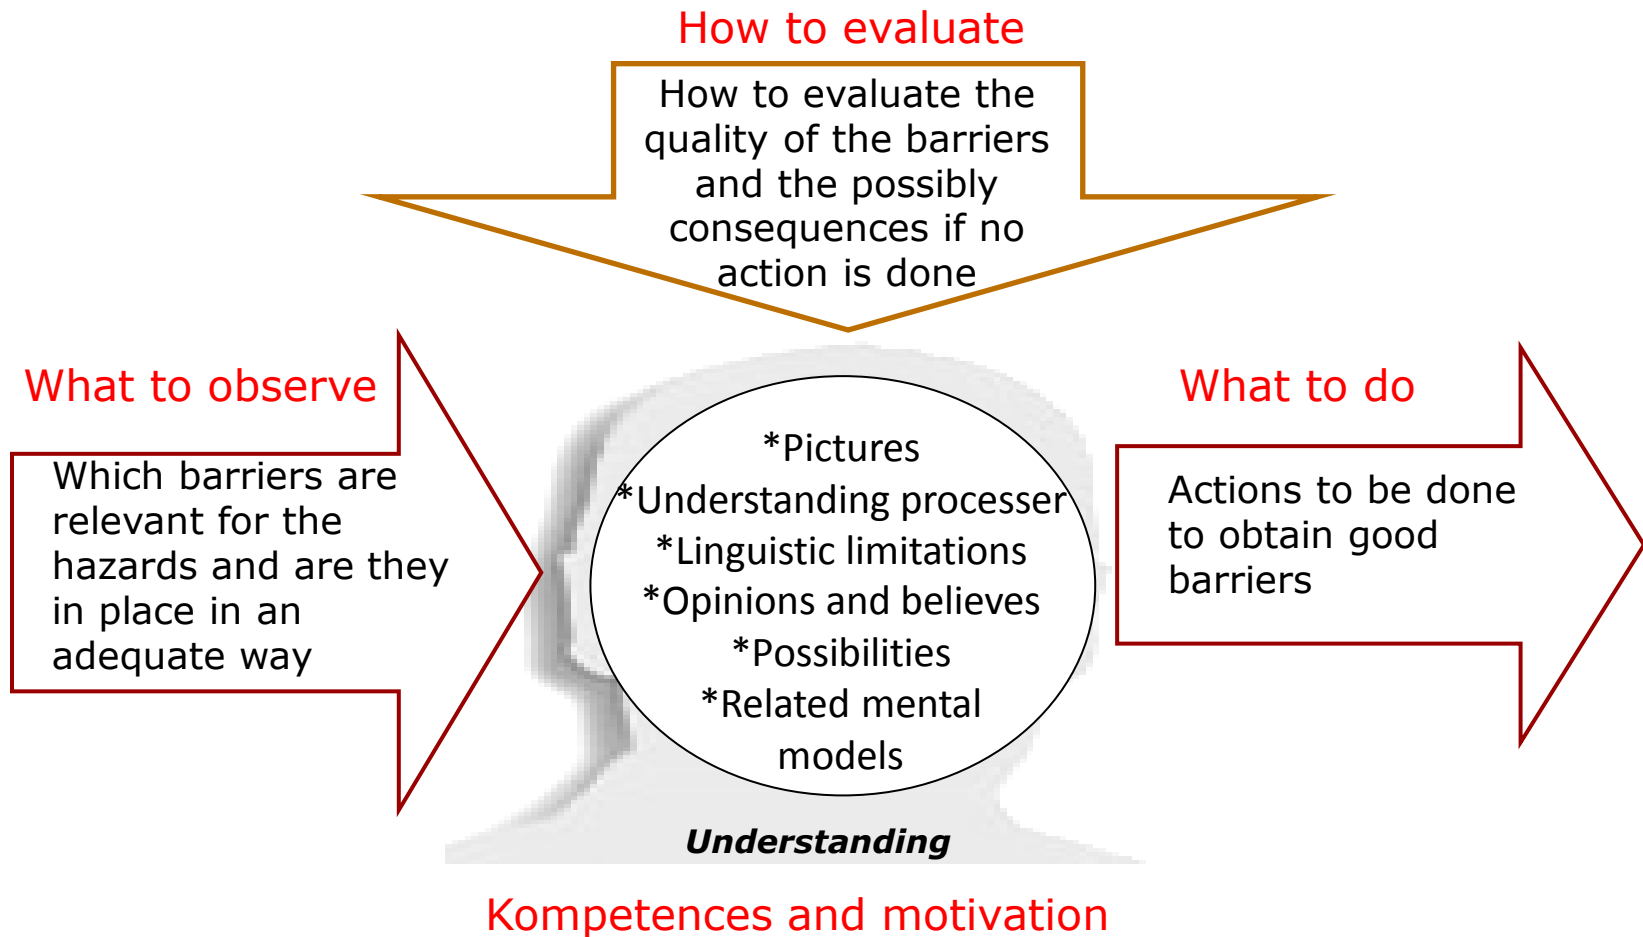 How to evaluate
How to evaluate the
quality of the barriers
and the possibly
consequences if no
action is done
What to observe
Which barriers are
relevant for the
hazards and are they
in place in an
adequate way
*Pictures
*Understanding processer
*Linguistic limitations
*Opinions and believes
*Possibilities
*Related mental
models
Understanding
What to do
Actions to be done
to obtain good
barriers
Kompetences and motivation